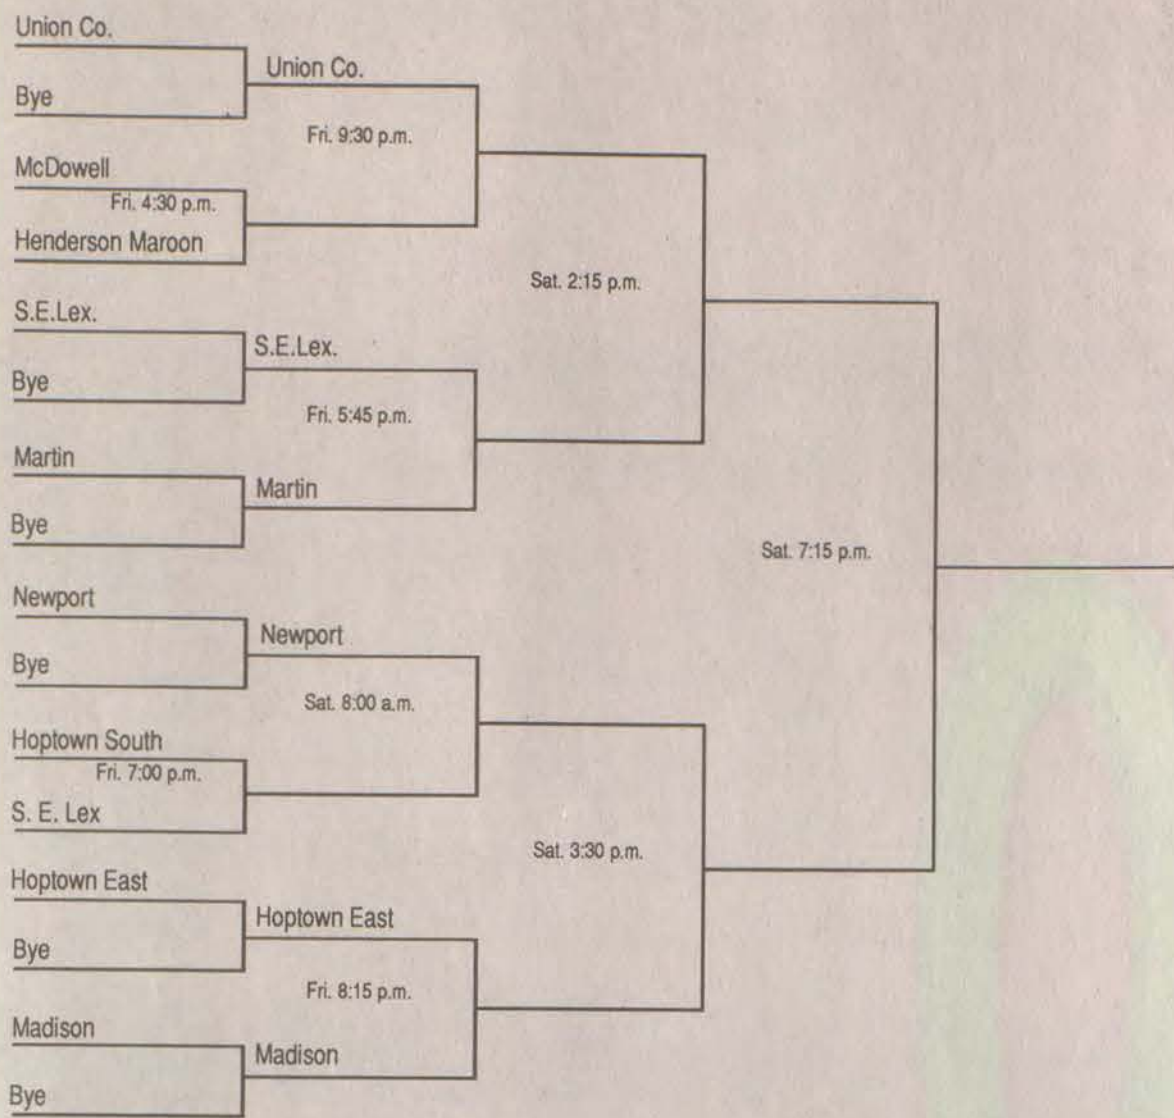 Union Co.
Bye
Union Co.
Fri. 9:30 p.m.
McDowell
Fri. 4:30 p.m.
Henderson Maroon
Sat. 2:15 p.m.
S.E.Lex.
Bye
S.E.Lex.
Fri. 5:45 p.m.
Martin
Bye
Martin
Sat. 7:15 p.m.
Newport
Bye
Newport
Sat. 8:00 a.m.
Hoptown South
Fri. 7:00 p.m.
S. E. Lex
Sat. 3:30 p.m.
Hoptown East
Bye
Hoptown East
Fri. 8:15 p.m.
Madison
Bye
Madison